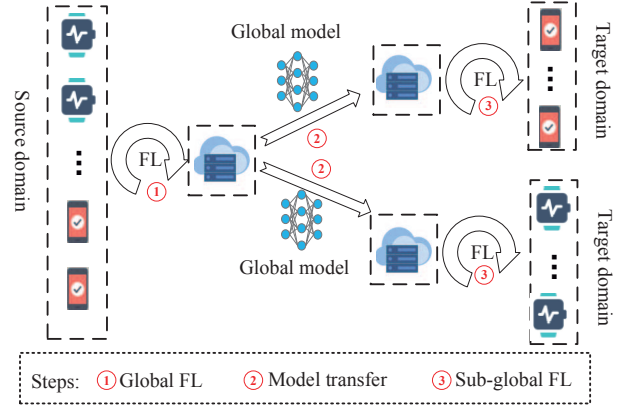 Source domain
FL
①
Global model
②
FL
③
Target domain
②
Global model
FL
③
Target domain
Steps: ① Global FL ② Model transfer ③ Sub-global FL